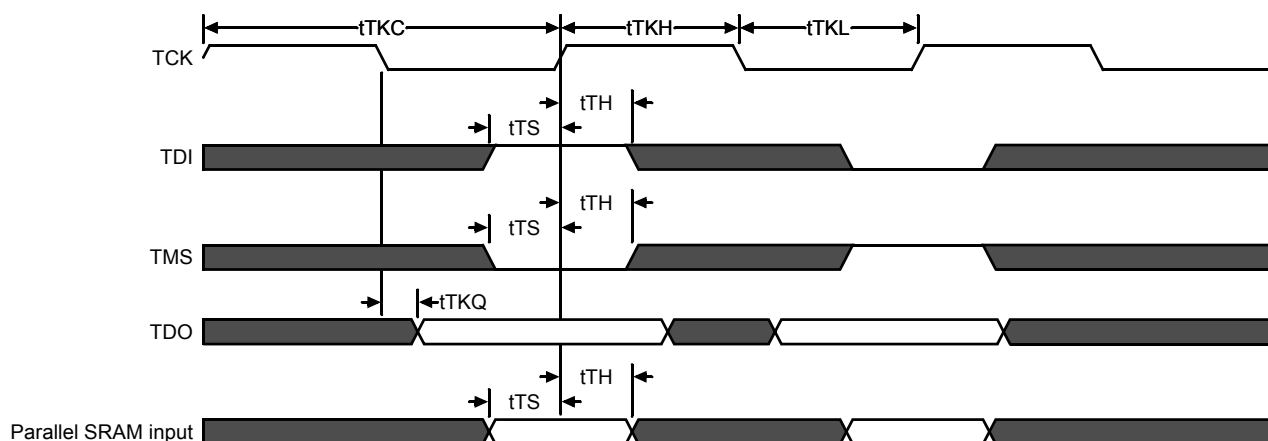 tTKC tTKH tTKL
TCK
tTH
tTS
TDI
tTH
tTS
TMS
tTKQ
TDO
tTH
tTS
Parallel SRAM input